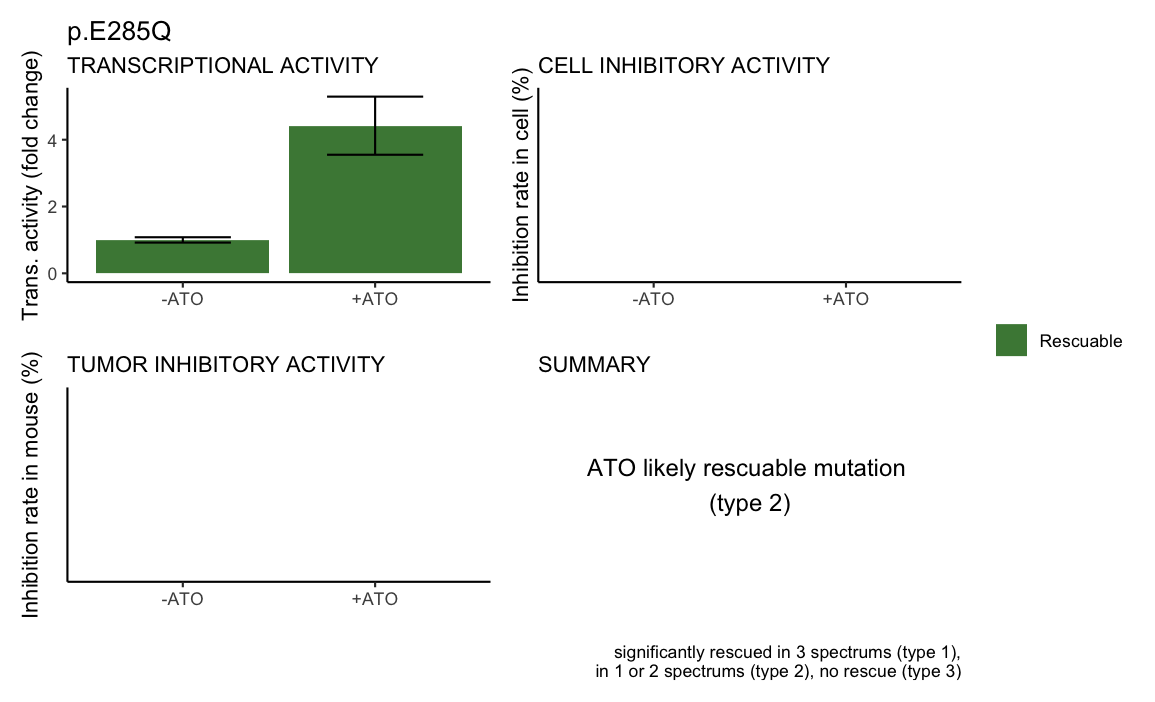 p.E285Q
TRANSCRIPTIONAL ACTIVITY
Trans. activity (fold change)
4
2
0
-ATO
+ATO
CELL INHIBITORY ACTIVITY
Inhibition rate in cell (%)
-ATO
+ATO
Rescuable
TUMOR INHIBITORY ACTIVITY
Inhibition rate in mouse (%)
-ATO
+ATO
SUMMARY
ATO likely rescuable mutation
(type 2)
significantly rescued in 3 spectrums (type 1),
in 1 or 2 spectrums (type 2), no rescue (type 3)